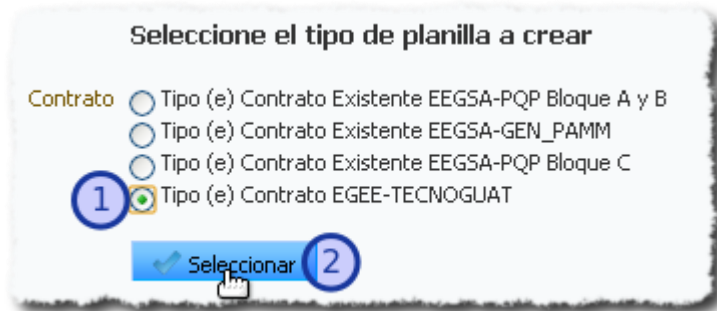 Seleccione el tipo de planilla a crear
Contrato Tipo (e) Contrato Existente EEGSA-PQP Bloque A y B
Tipo (e) Contrato Existente EEGSA-GEN_PAMM
Tipo (e) Contrato Existente EEGSA-PQP Bloque C
1 Tipo (e) Contrato EGEE-TECNOGUAT
Seleccionar 2